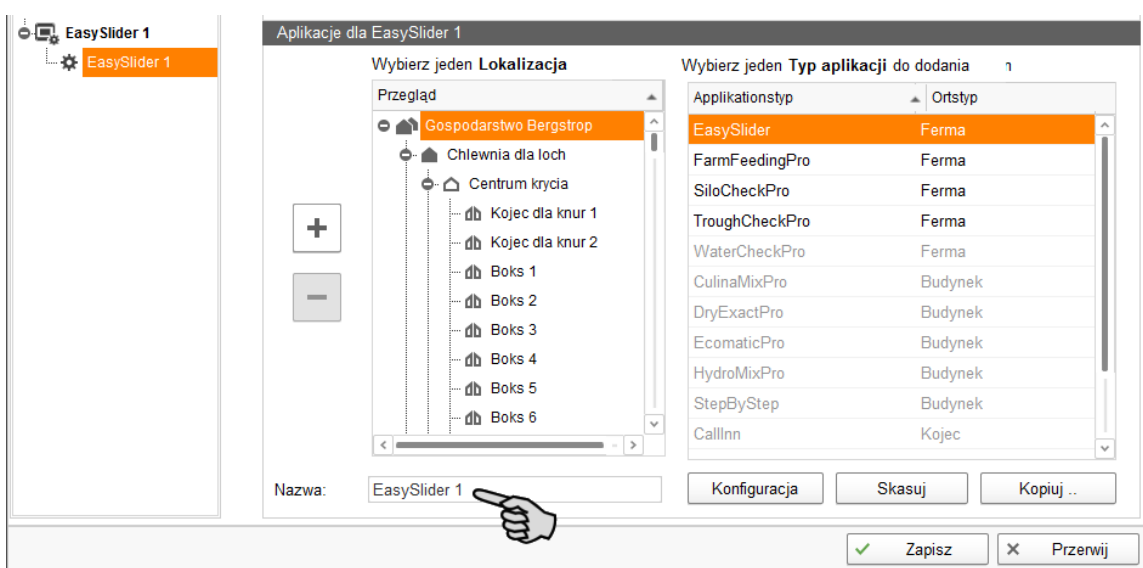 EasySlider 1
EasySlider 1
Aplikacje dla EasySlider 1
Wybierz jeden Lokalizacja
Przegląd
Gospodarstwo Bergstrop
Chlewnia dla loch
Centrum krycia
Kojec dla knur 1
Kojec dla knur 2
Boks 1
Boks 2
Boks 3
Boks 4
Boks 5
Boks 6
Wybierz jeden Typ aplikacji do dodania
Applikationstyp Ortstyp
EasySlider Ferma
FarmFeedingPro Ferma
SiloCheckPro Ferma
TroughCheckPro Ferma
WaterCheckPro Ferma
CulinaMixPro Budynek
DryExactPro Budynek
EcomaticPro Budynek
HydroMixPro Budynek
StepByStep Budynek
CallInn Kojec
Nazwa: EasySlider 1
Konfiguracja Skasuj Kopiuj ..
Zapisz Przerwij